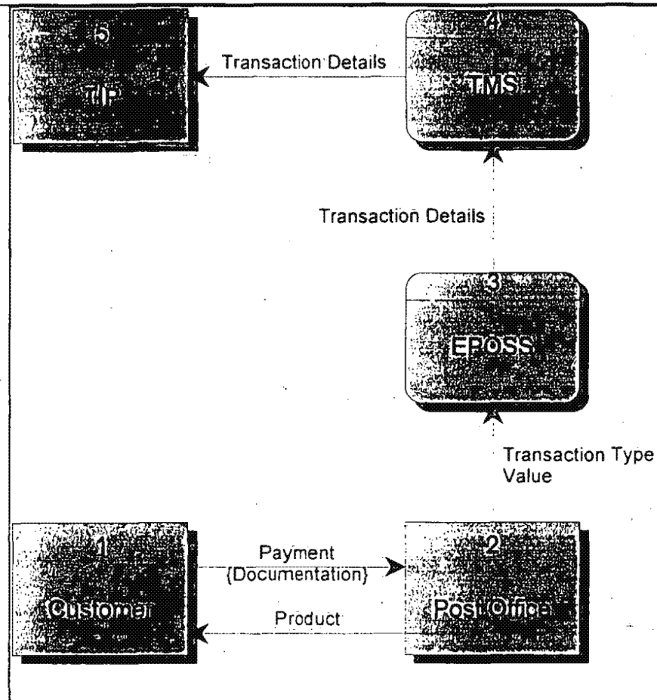 5
TIP
Transaction Details
4
TMS
Transaction Details
3
EPOSS
Transaction Type
Value
1
Customer
Payment
{Documentation}
Product
2
Post Office